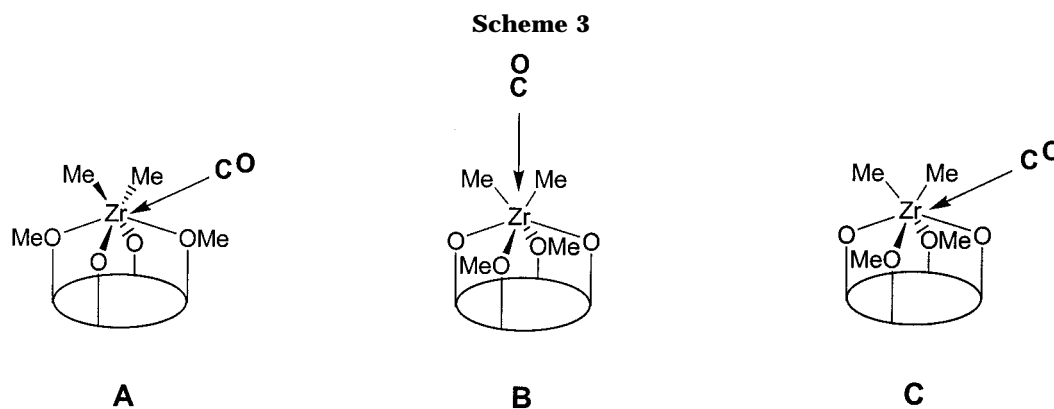 Scheme 3
O
C
Me Me CO
Zr
MeO OMe
O O
Me Me
Zr
O O
MeO OMe
Me Me CO
Zr
O O
MeO OMe
A B C